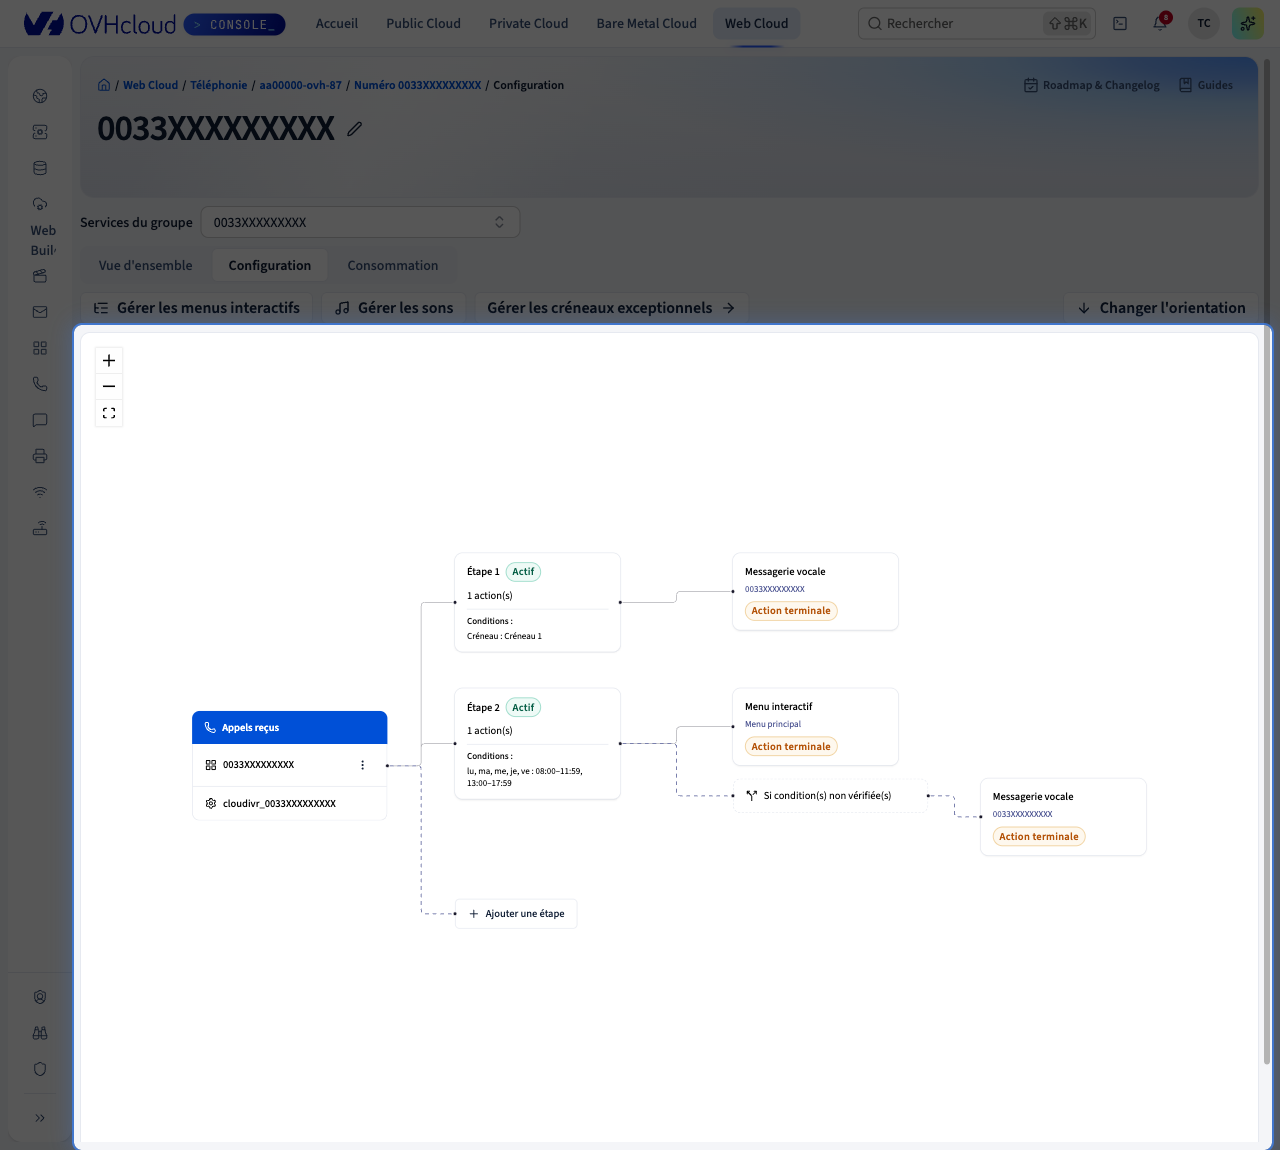 OVHcloud > CONSOLE_ Accueil Public Cloud Private Cloud Bare Metal Cloud Web Cloud Rechercher ⇧⌘K 8 TC
/ Web Cloud / Téléphonie / aa00000-ovh-87 / Numéro 0033XXXXXXXXX / Configuration Roadmap & Changelog Guides
0033XXXXXXXXX
Services du groupe 0033XXXXXXXXX
Web
Buil
Vue d'ensemble Configuration Consommation
Gérer les menus interactifs Gérer les sons Gérer les créneaux exceptionnels Changer l'orientation
Appels reçus
0033XXXXXXXXX
cloudivr_0033XXXXXXXXX
Étape 1 Actif
1 action(s)
Conditions :
Créneau : Créneau 1
Messagerie vocale
0033XXXXXXXXX
Action terminale
Étape 2 Actif
1 action(s)
Conditions :
lu, ma, me, je, ve : 08:00–11:59,
13:00–17:59
Menu interactif
Menu principal
Action terminale
Si condition(s) non vérifiée(s)
Messagerie vocale
0033XXXXXXXXX
Action terminale
Ajouter une étape